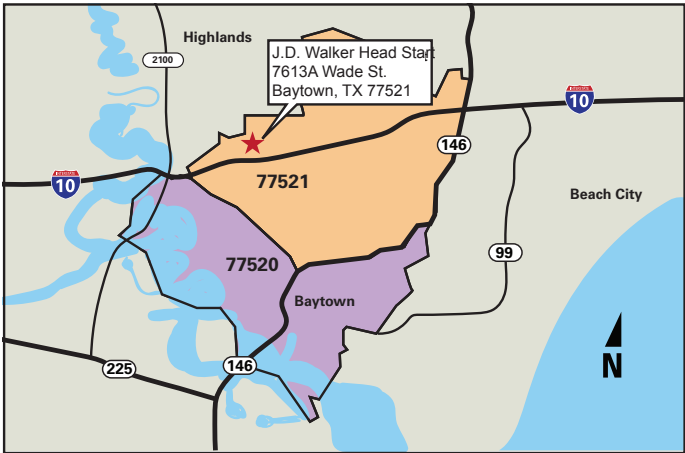 Highlands
2100
J.D. Walker Head Start
7613A Wade St.
Baytown, TX 77521
10
146
10
77521
Beach City
77520
99
Baytown
N
225
146